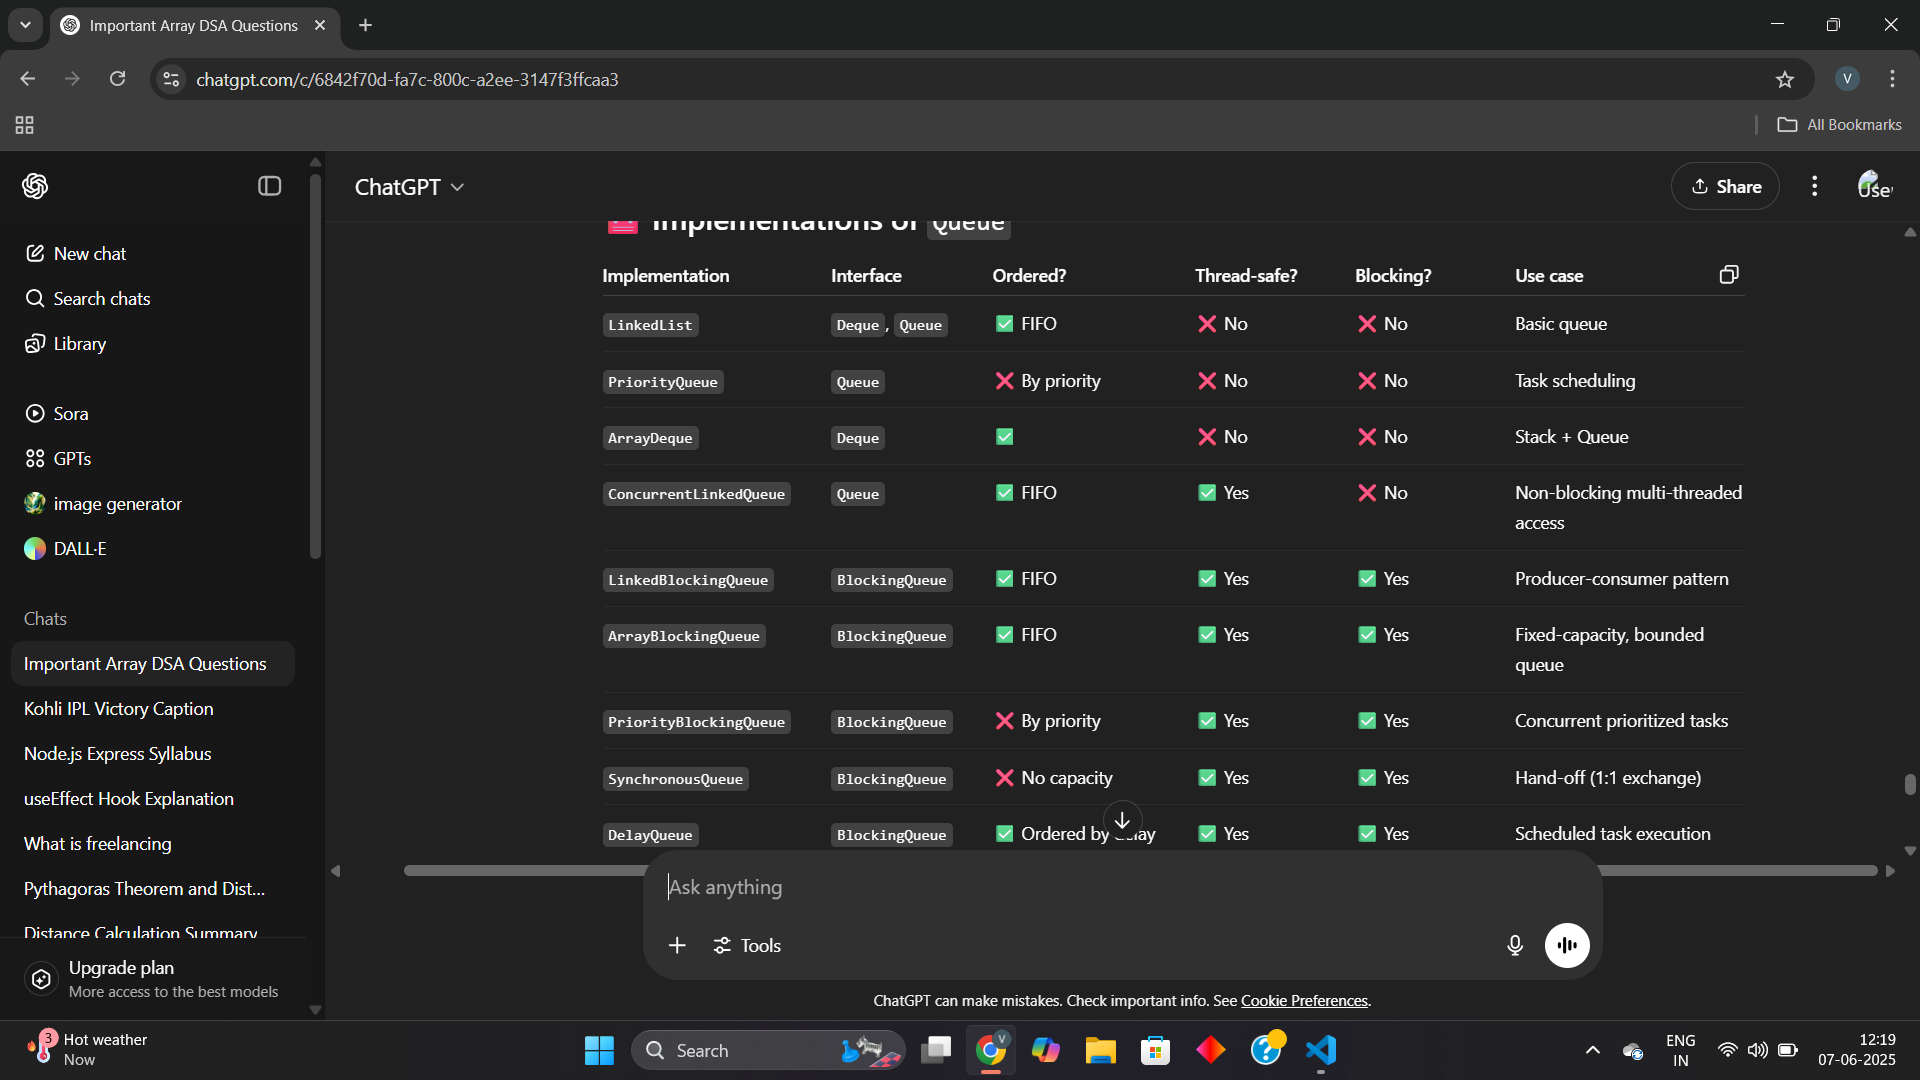 Important Array DSA Questions
chatgpt.com/c/6842f70d-fa7c-800c-a2ee-3147f3ffcaa3
V
All Bookmarks
ChatGPT
Share
User
New chat
Search chats
Library
Sora
GPTs
image generator
DALL·E
Chats
Important Array DSA Questions
Kohli IPL Victory Caption
Node.js Express Syllabus
useEffect Hook Explanation
What is freelancing
Pythagoras Theorem and Dist...
Distance Calculation Summary
Upgrade plan
More access to the best models
Implementations of Queue
Implementation Interface Ordered? Thread-safe? Blocking? Use case
LinkedList Deque, Queue ✅ FIFO ❌ No ❌ No Basic queue
PriorityQueue Queue ❌ By priority ❌ No ❌ No Task scheduling
ArrayDeque Deque ✅ ❌ No ❌ No Stack + Queue
ConcurrentLinkedQueue Queue ✅ FIFO ✅ Yes ❌ No Non-blocking multi-threaded
access
LinkedBlockingQueue BlockingQueue ✅ FIFO ✅ Yes ✅ Yes Producer-consumer pattern
ArrayBlockingQueue BlockingQueue ✅ FIFO ✅ Yes ✅ Yes Fixed-capacity, bounded
queue
PriorityBlockingQueue BlockingQueue ❌ By priority ✅ Yes ✅ Yes Concurrent prioritized tasks
SynchronousQueue BlockingQueue ❌ No capacity ✅ Yes ✅ Yes Hand-off (1:1 exchange)
DelayQueue BlockingQueue ✅ Ordered by delay ✅ Yes ✅ Yes Scheduled task execution
Ask anything
Tools
ChatGPT can make mistakes. Check important info. See Cookie Preferences.
3
Hot weather
Now
Search
V
ENG
IN
12:19
07-06-2025